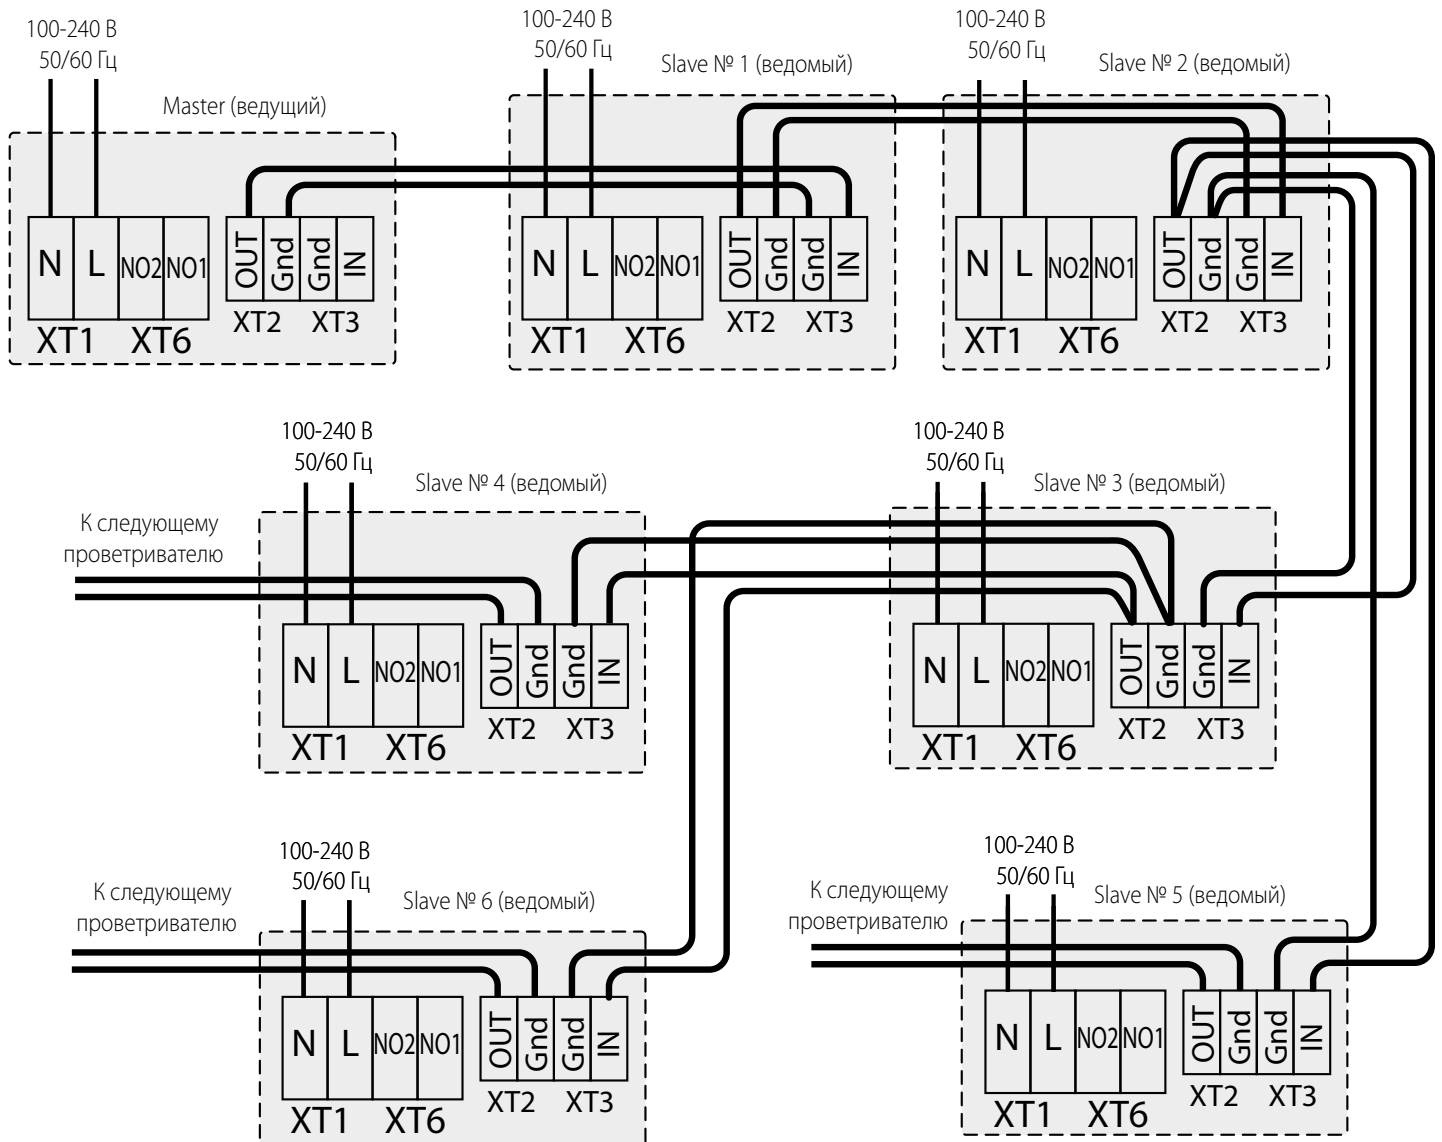 100-240 В
50/60 Гц
Master (ведущий)
N L NO2 NO1 OUT Gnd Gnd IN
XT1 XT6 XT2 XT3
100-240 В
50/60 Гц
Slave № 1 (ведомый)
N L NO2 NO1 OUT Gnd Gnd IN
XT1 XT6 XT2 XT3
100-240 В
50/60 Гц
Slave № 2 (ведомый)
N L NO2 NO1 OUT Gnd Gnd IN
XT1 XT6 XT2 XT3
К следующему
проветривателю
100-240 В
50/60 Гц
Slave № 4 (ведомый)
N L NO2 NO1 OUT Gnd Gnd IN
XT1 XT6 XT2 XT3
100-240 В
50/60 Гц
Slave № 3 (ведомый)
N L NO2 NO1 OUT Gnd Gnd IN
XT1 XT6 XT2 XT3
К следующему
проветривателю
100-240 В
50/60 Гц
Slave № 6 (ведомый)
N L NO2 NO1 OUT Gnd Gnd IN
XT1 XT6 XT2 XT3
К следующему
проветривателю
100-240 В
50/60 Гц
Slave № 5 (ведомый)
N L NO2 NO1 OUT Gnd Gnd IN
XT1 XT6 XT2 XT3